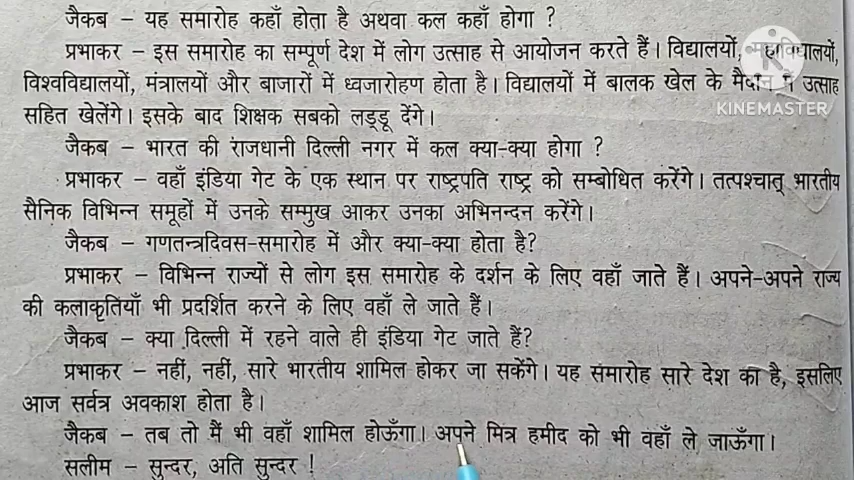 जैकब – यह समारोह कहाँ होता है अथवा कल कहाँ होगा ?
प्रभाकर – इस समारोह का सम्पूर्ण देश में लोग उत्साह से आयोजन करते हैं। विद्यालयों, महाविद्यालयों,
विश्वविद्यालयों, मंत्रालयों और बाजारों में ध्वजारोहण होता है। विद्यालयों में बालक खेल के मैदान में उत्साह
सहित खेलेंगे। इसके बाद शिक्षक सबको लड्डू देंगे।
जैकब – भारत की राजधानी दिल्ली नगर में कल क्या-क्या होगा ?
प्रभाकर – वहाँ इंडिया गेट के एक स्थान पर राष्ट्रपति राष्ट्र को सम्बोधित करेंगे। तत्पश्चात् भारतीय
सैनिक विभिन्न समूहों में उनके सम्मुख आकर उनका अभिनन्दन करेंगे।
जैकब – गणतन्त्रदिवस-समारोह में और क्या-क्या होता है?
प्रभाकर – विभिन्न राज्यों से लोग इस समारोह के दर्शन के लिए वहाँ जाते हैं। अपने-अपने राज्य
की कलाकृतियाँ भी प्रदर्शित करने के लिए वहाँ ले जाते हैं।
जैकब – क्या दिल्ली में रहने वाले ही इंडिया गेट जाते हैं?
प्रभाकर – नहीं, नहीं, सारे भारतीय शामिल होकर जा सकेंगे। यह समारोह सारे देश का है, इसलिए
आज सर्वत्र अवकाश होता है।
जैकब – तब तो मैं भी वहाँ शामिल होऊँगा। अपने मित्र हमीद को भी वहाँ ले जाऊँगा।
सलीम – सुन्दर, अति सुन्दर !
KINEMASTER